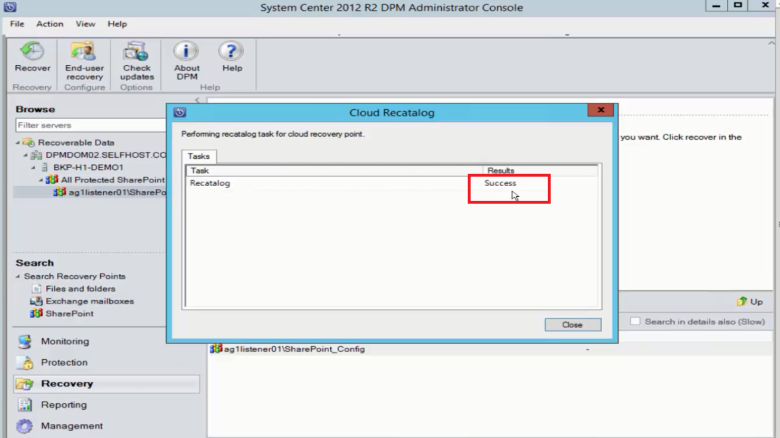 System Center 2012 R2 DPM Administrator Console
File Action View Help
Recover
End-user recovery
Check updates
About DPM
Help
Recovery Configure Options Help
Browse
Filter servers
Recoverable Data
DPMDOM02.SELFHOST.CO
BKP-H1-DEMO1
All Protected SharePoint
ag1listener01\SharePo
Search
Search Recovery Points
Files and folders
Exchange mailboxes
SharePoint
Monitoring
Protection
Recovery
Reporting
Management
Cloud Recatalog
Performing recatalog task for cloud recovery point.
Tasks
Task Results
Recatalog Success
Close
you want. Click recover in the
Up
Search in details also (Slow)
ag1listener01\SharePoint_Config -